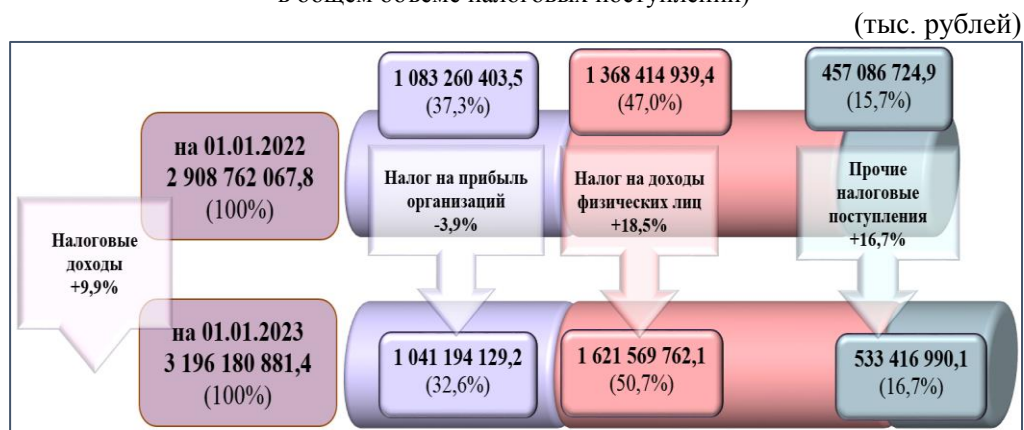 в общем объеме налоговых поступлений)
(тыс. рублей)
1 083 260 403,5
(37,3%)
1 368 414 939,4
(47,0%)
457 086 724,9
(15,7%)
на 01.01.2022
2 908 762 067,8
(100%)
Налог на прибыль
организаций
-3,9%
Налог на доходы
физических лиц
+18,5%
Прочие
налоговые
поступления
+16,7%
Налоговые
доходы
+9,9%
на 01.01.2023
3 196 180 881,4
(100%)
1 041 194 129,2
(32,6%)
1 621 569 762,1
(50,7%)
533 416 990,1
(16,7%)